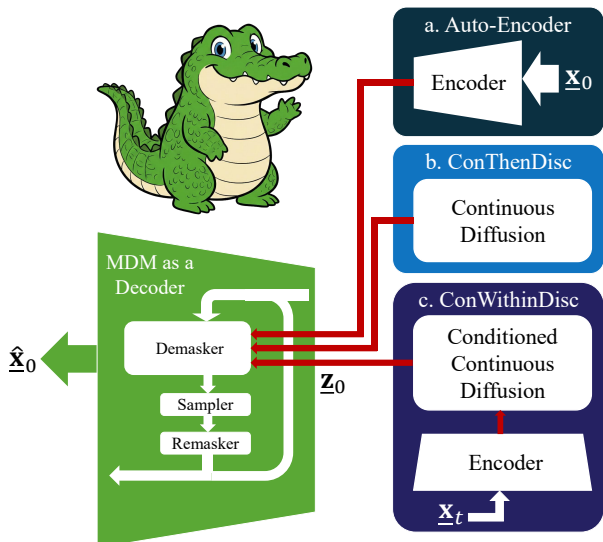 a. Auto-Encoder
Encoder
x₀
b. ConThenDisc
Continuous
Diffusion
MDM as a
Decoder
Demasker
Sampler
Remasker
x̂₀
z₀
c. ConWithinDisc
Conditioned
Continuous
Diffusion
Encoder
xₜ